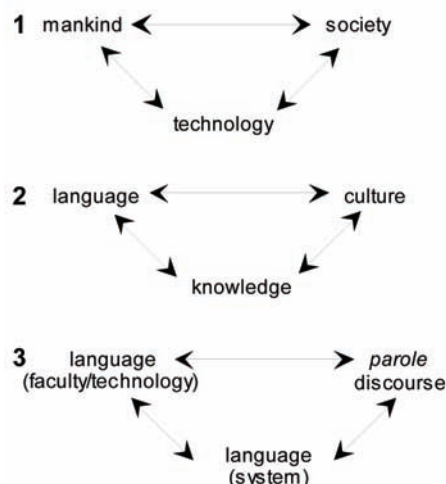 1 mankind society
technology
2 language culture
knowledge
3 language parole
(faculty/technology) discourse
language
(system)